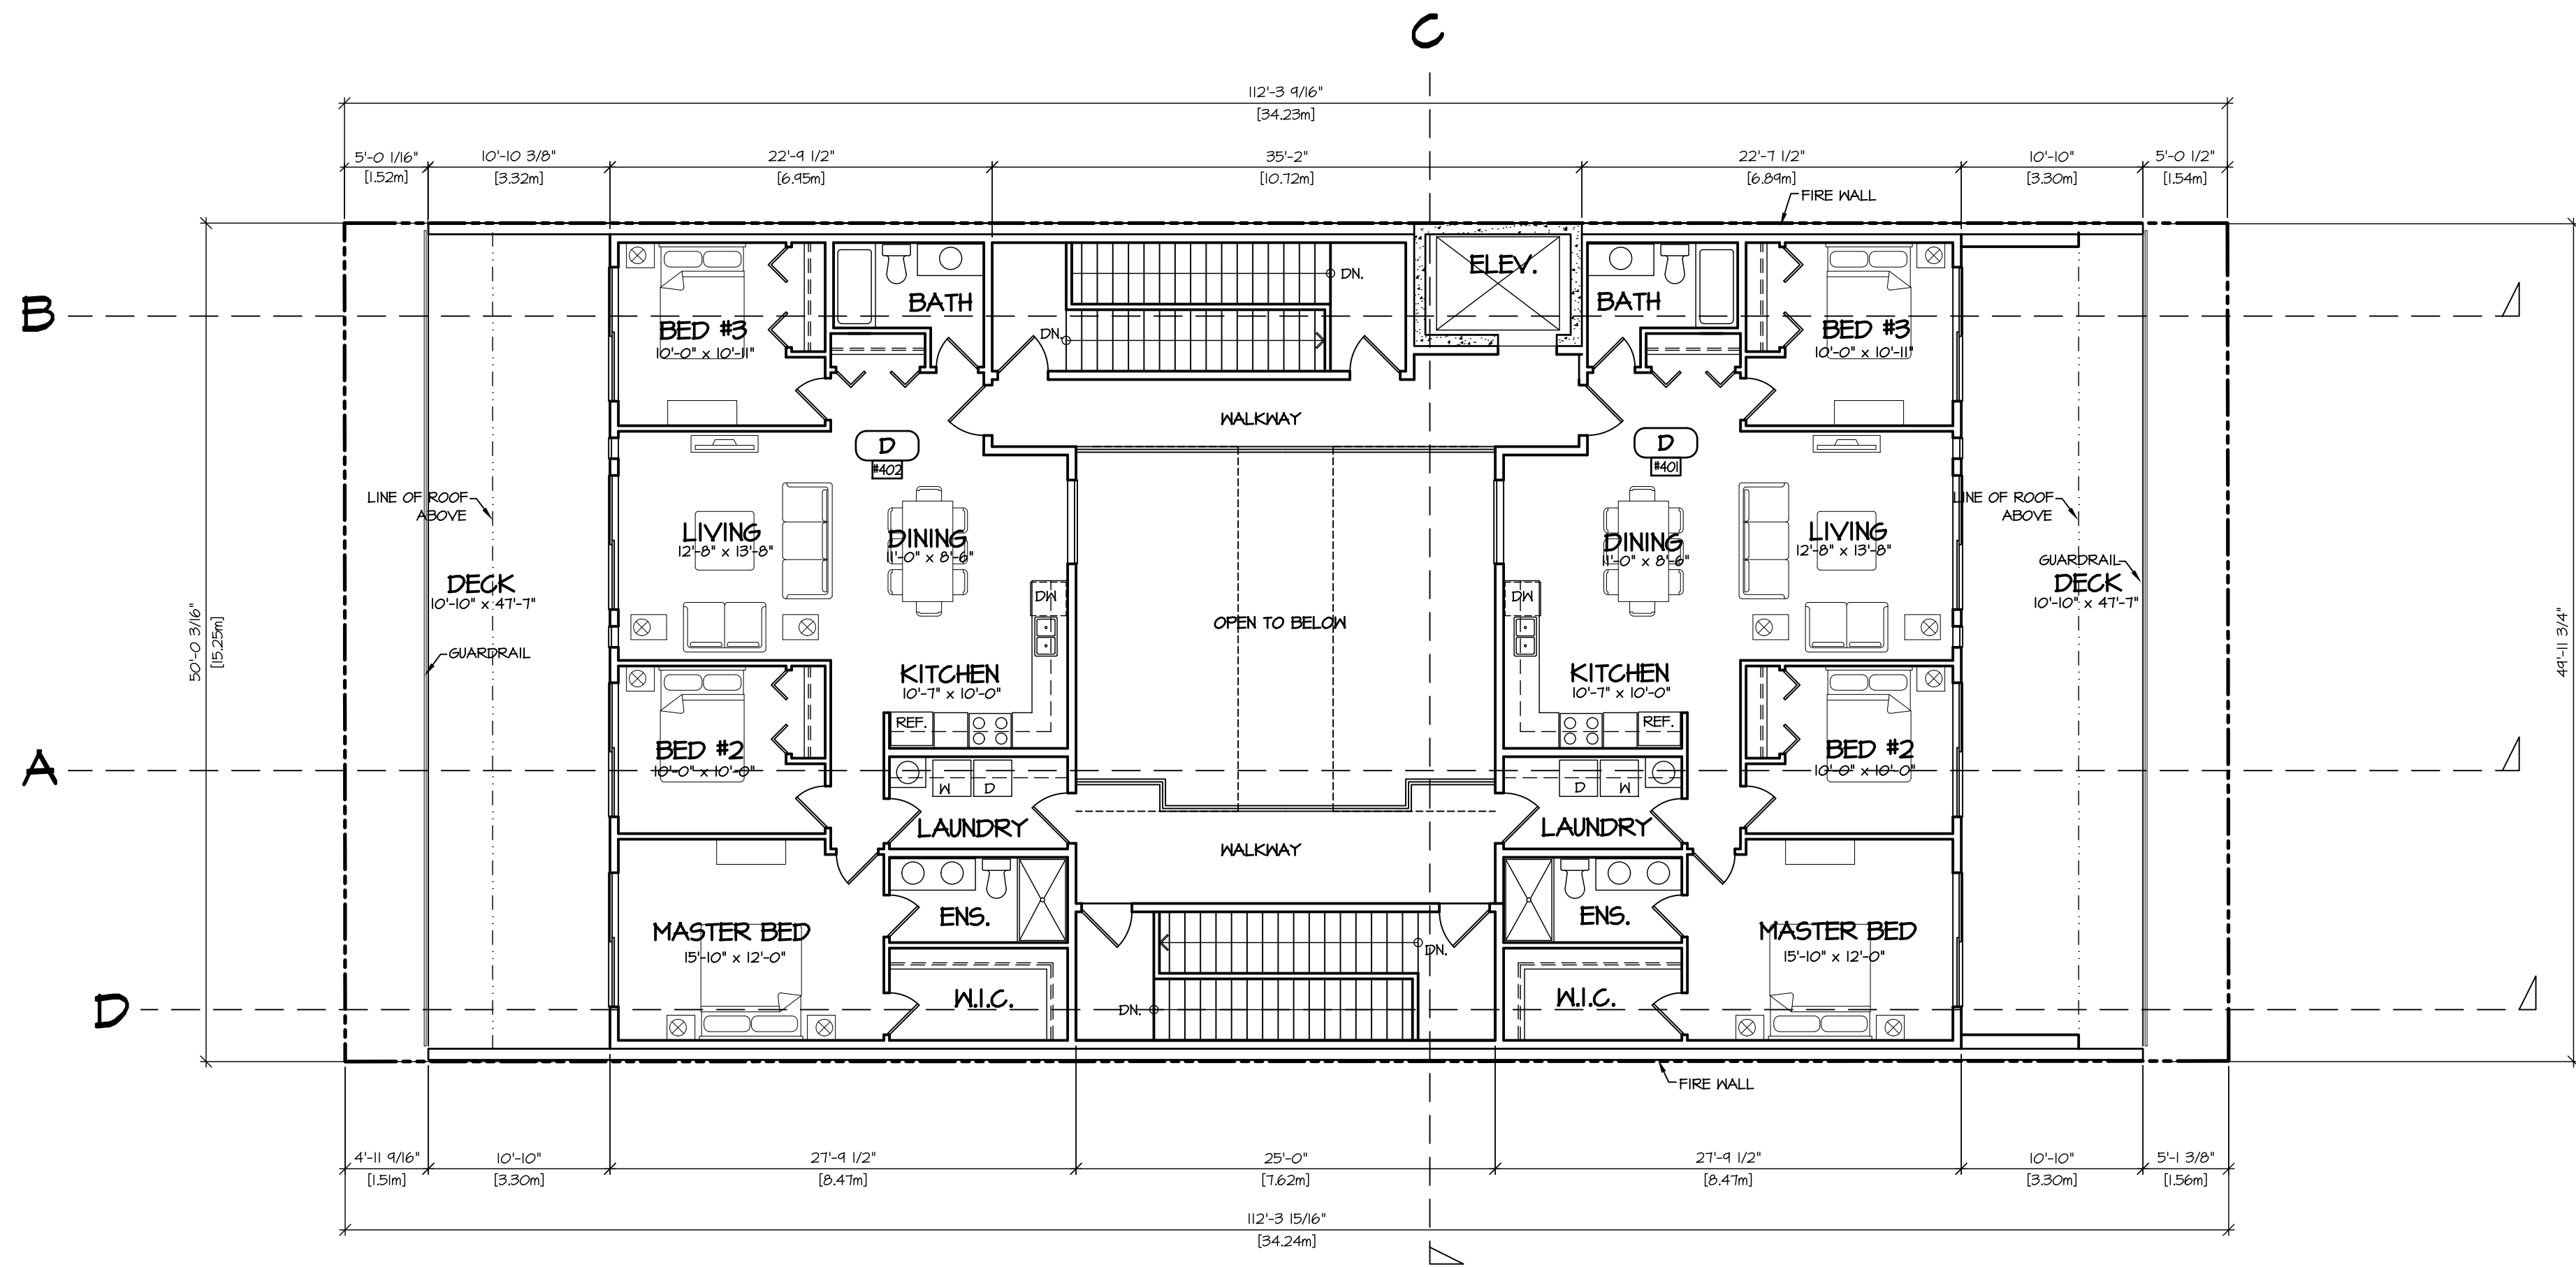 C
112'-3 9/16"
[34.23m]
5'-0 1/16"
10'-10 3/8"
22'-9 1/2"
35'-2"
22'-7 1/2"
10'-10"
5'-0 1/2"
[1.52m]
[3.32m]
[6.95m]
[10.72m]
[6.89m]
[3.30m]
[1.54m]
FIRE WALL
B
BED #3
10'-0" x 10'-11"
BATH
DN.
DN.
ELEV.
BATH
BED #3
10'-0" x 10'-11"
WALKWAY
D
#402
D
#401
LINE OF ROOF
ABOVE
LINE OF ROOF
ABOVE
LIVING
12'-8" x 13'-8"
DINING
11'-0" x 8'-6"
DINING
11'-0" x 8'-6"
LIVING
12'-8" x 13'-8"
GUARDRAIL
DECK
10'-10" x 47'-7"
DECK
10'-10" x 47'-7"
DW
DW
50'-0 3/16"
[15.25m]
49'-11 3/4"
OPEN TO BELOW
GUARDRAIL
KITCHEN
10'-7" x 10'-0"
KITCHEN
10'-7" x 10'-0"
REF.
REF.
A
BED #2
10'-0" x 10'-0"
BED #2
10'-0" x 10'-0"
W
D
D
W
LAUNDRY
LAUNDRY
WALKWAY
MASTER BED
15'-10" x 12'-0"
ENS.
ENS.
MASTER BED
15'-10" x 12'-0"
DN.
D
W.I.C.
DN.
W.I.C.
FIRE WALL
4'-11 9/16"
10'-10"
27'-9 1/2"
25'-0"
27'-9 1/2"
10'-10"
5'-1 3/8"
[1.51m]
[3.30m]
[8.47m]
[7.62m]
[8.47m]
[3.30m]
[1.56m]
112'-3 15/16"
[34.24m]